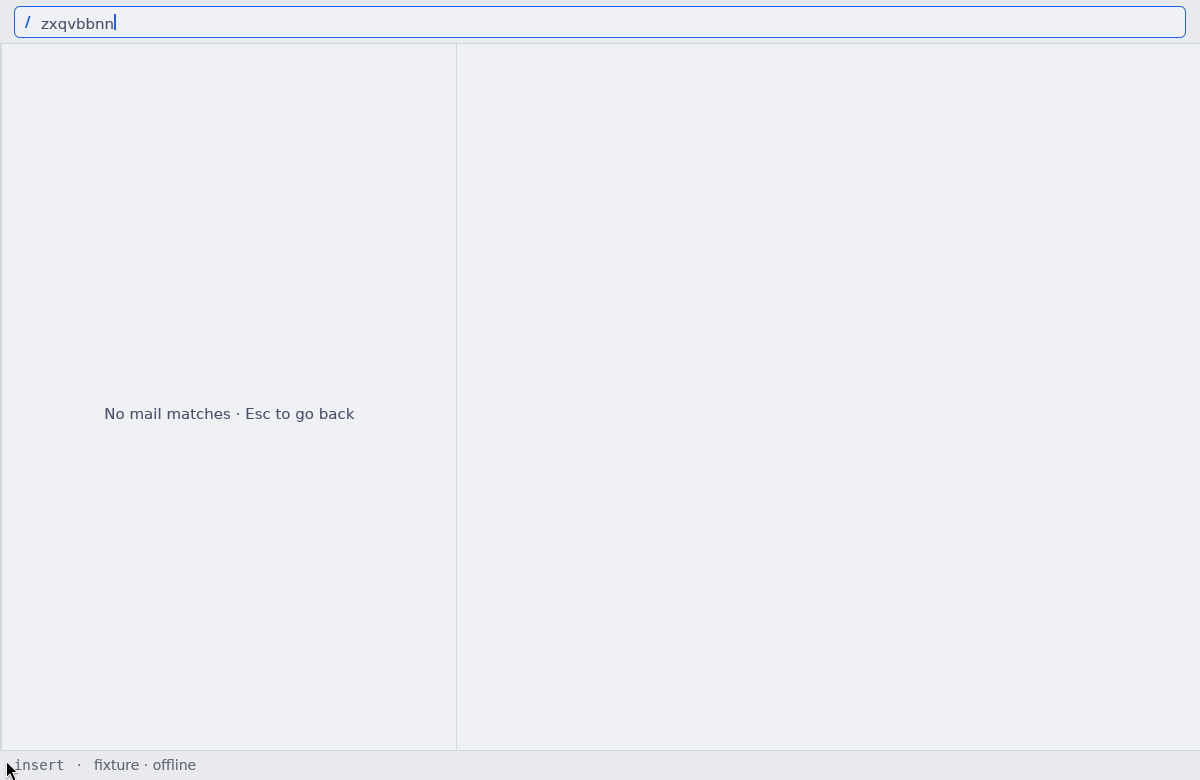 / zxqvbbnn
No mail matches · Esc to go back
insert · fixture · offline